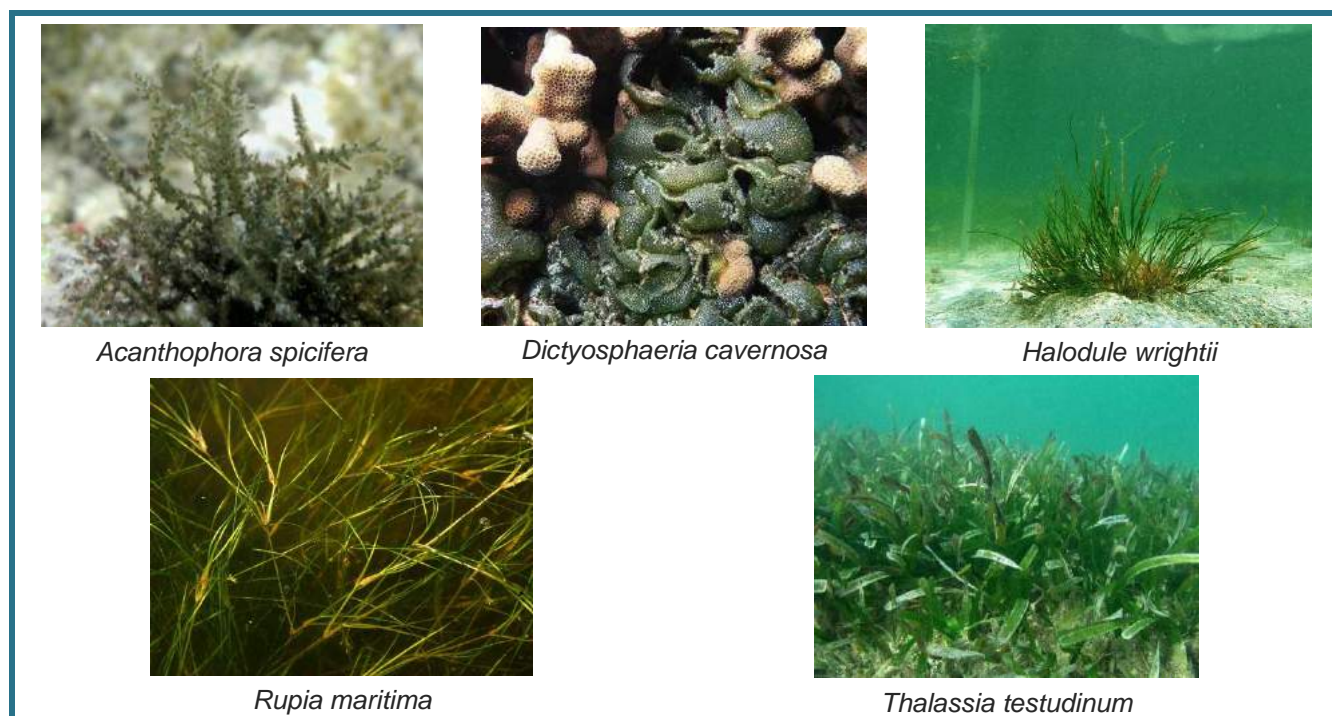 Acanthophora spicifera
Dictyosphaeria cavernosa
Halodule wrightii
Rupia maritima
Thalassia testudinum